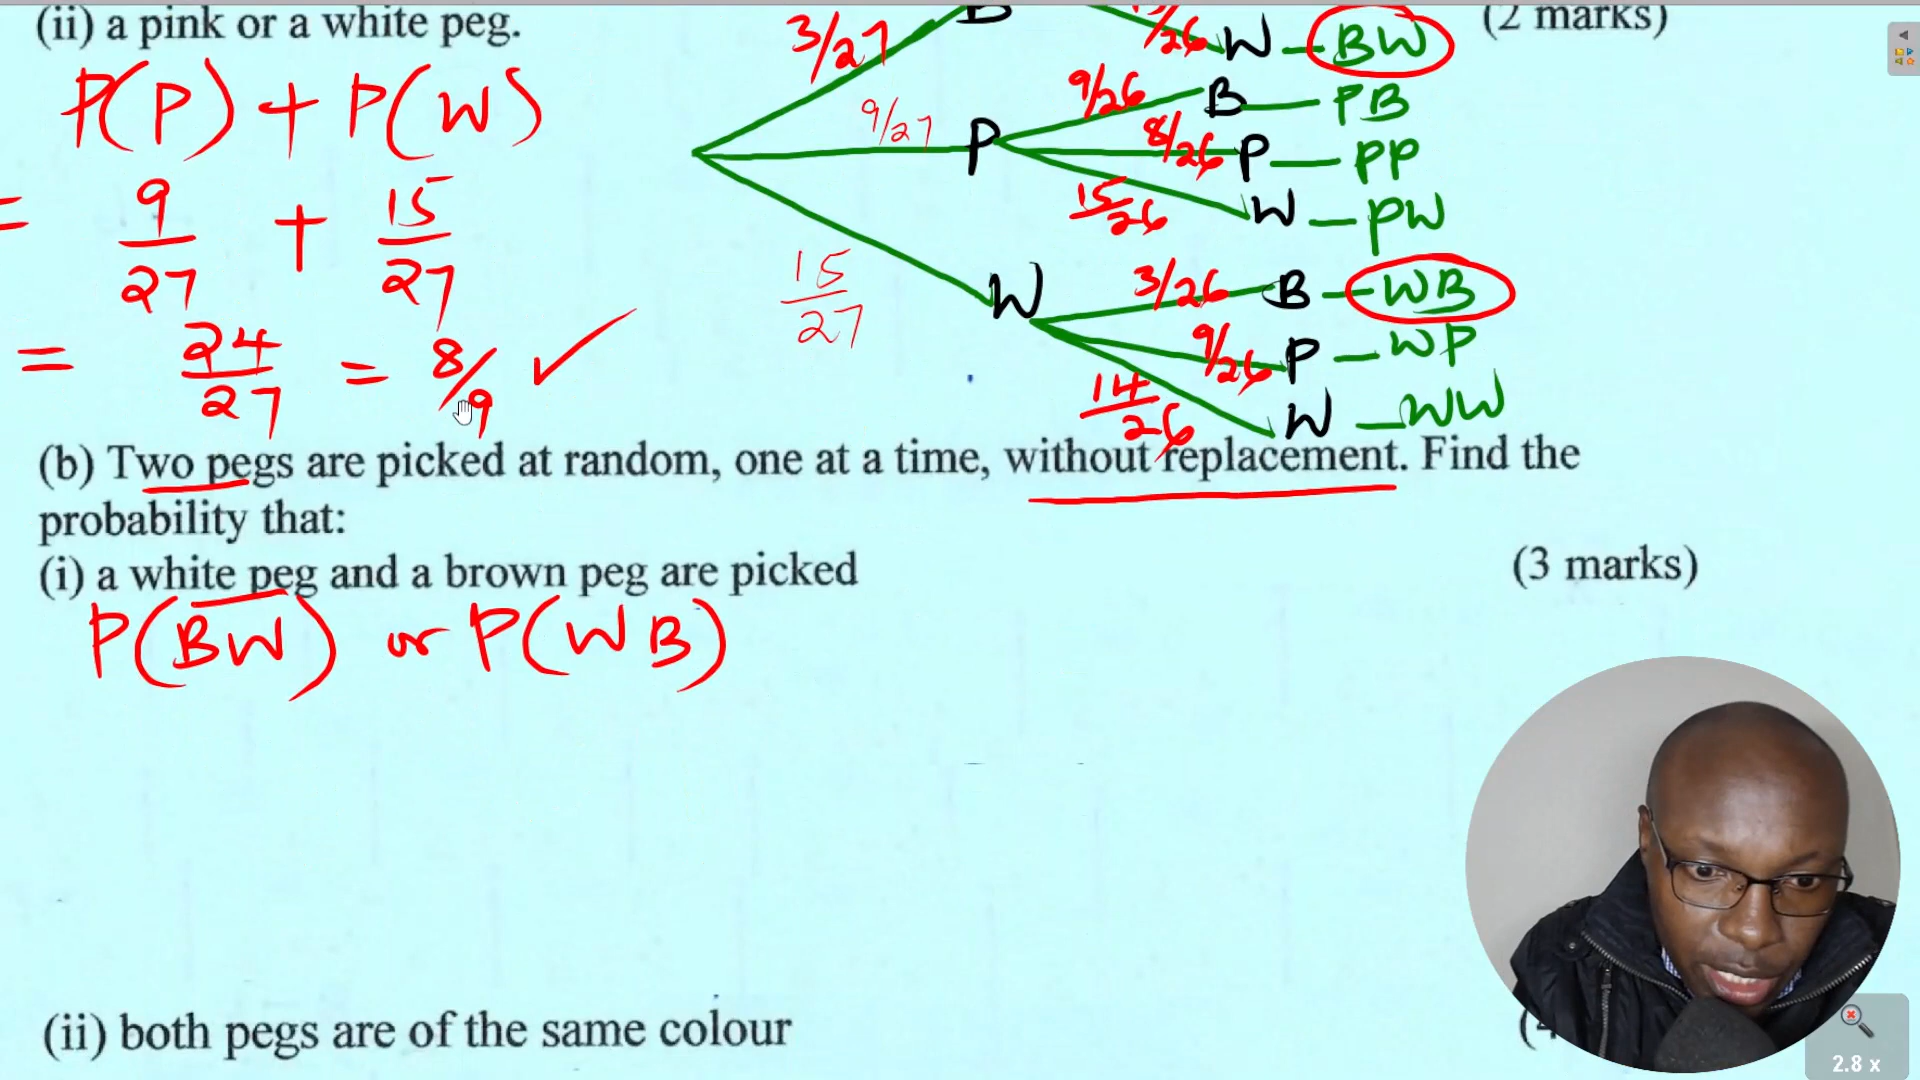 (ii) a pink or a white peg.
(2 marks)
P(P) + P(W)
= 9/27 + 15/27
= 24/27 = 8/9 ✓
3/27 B
/26 W — BW
9/27 P
9/26 B — PB
8/26 P — PP
15/26 W — PW
15/27 W
3/26 B — WB
9/26 P — WP
14/26 W — WW
(b) Two pegs are picked at random, one at a time, without replacement. Find the
probability that:
(i) a white peg and a brown peg are picked
(3 marks)
P(BW) or P(WB)
(ii) both pegs are of the same colour
2.8 x